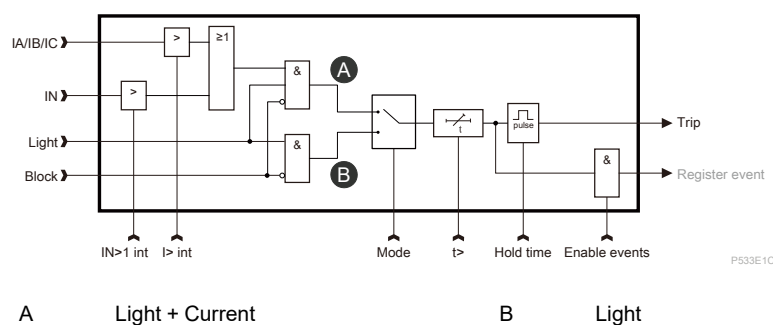 IA/IB/IC
>
≥1
IN
>
&
A
Light
&
B
Block
t
pulse
Trip
&
Register event
IN>1 int
I> int
Mode
t>
Hold time
Enable events
A Light + Current B Light